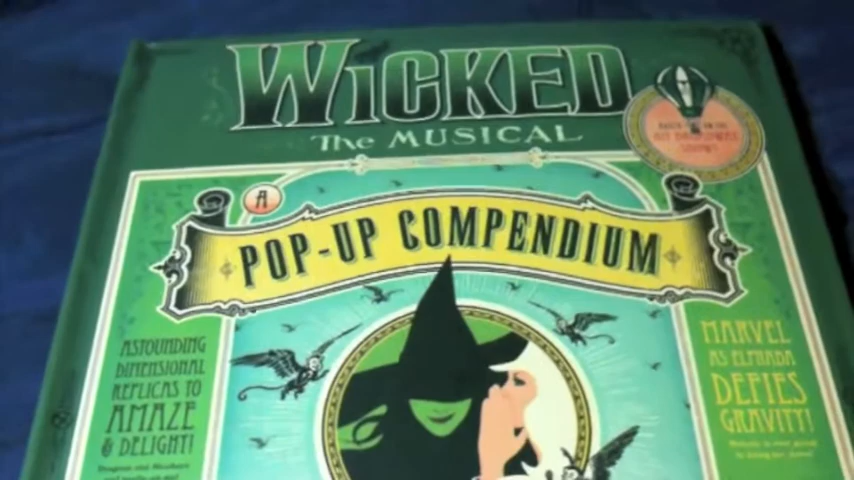 WICKED
The MUSICAL
A
POP-UP COMPENDIUM
ASTOUNDING
DIMENSIONAL
REPLICAS TO
AMAZE
& DELIGHT!
MARVEL
AS ELPHABA
DEFIES
GRAVITY!